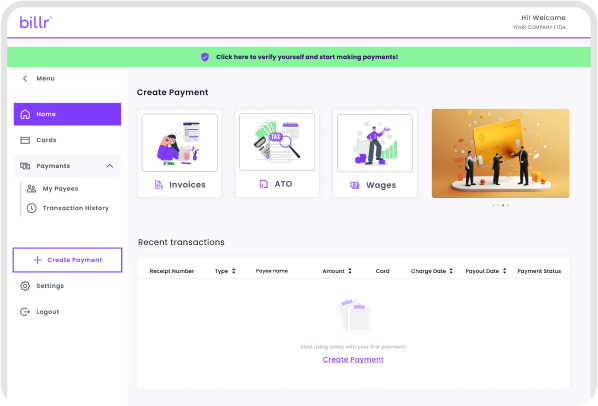 billr
Hi! Welcome
YOUR COMPANY LTDA
Click here to verify yourself and start making payments!
Menu
Home
Cards
Payments
My Payees
Transaction History
Create Payment
Settings
Logout
Create Payment
Invoices
TAX
ATO
Wages
Recent transactions
Receipt Number Type Payee name Amount Card Charge Date Payout Date Payment Status
Start using today with your first payment!
Create Payment